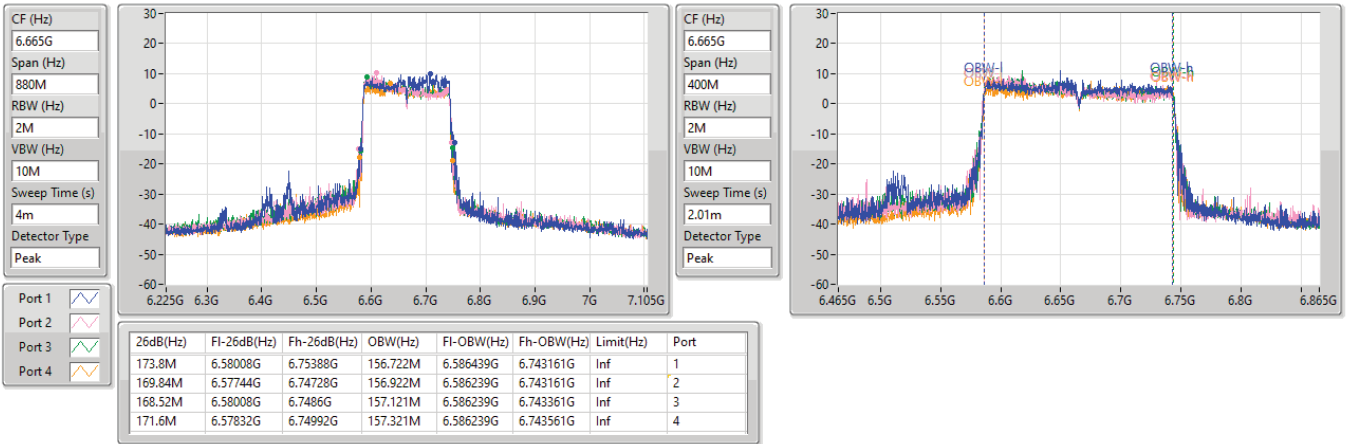 CF (Hz)
6.665G
Span (Hz)
880M
RBW (Hz)
2M
VBW (Hz)
10M
Sweep Time (s)
4m
Detector Type
Peak
30-
20-
10-
0-
-10-
-20-
-30-
-40-
-50-
-60-
6.225G 6.3G 6.4G 6.5G 6.6G 6.7G 6.8G 6.9G 7G 7.105G
CF (Hz)
6.665G
Span (Hz)
400M
RBW (Hz)
2M
VBW (Hz)
10M
Sweep Time (s)
2.01m
Detector Type
Peak
30-
20-
10-
0-
-10-
-20-
-30-
-40-
-50-
-60-
OBW-l OBW-h
6.465G 6.5G 6.55G 6.6G 6.65G 6.7G 6.75G 6.8G 6.865G
Port 1
Port 2
Port 3
Port 4
26dB(Hz) Fl-26dB(Hz) Fh-26dB(Hz) OBW(Hz) Fl-OBW(Hz) Fh-OBW(Hz) Limit(Hz) Port
173.8M 6.58008G 6.75388G 156.722M 6.586439G 6.743161G Inf 1
169.84M 6.57744G 6.74728G 156.922M 6.586239G 6.743161G Inf 2
168.52M 6.58008G 6.7486G 157.121M 6.586239G 6.743361G Inf 3
171.6M 6.57832G 6.74992G 157.321M 6.586239G 6.743561G Inf 4